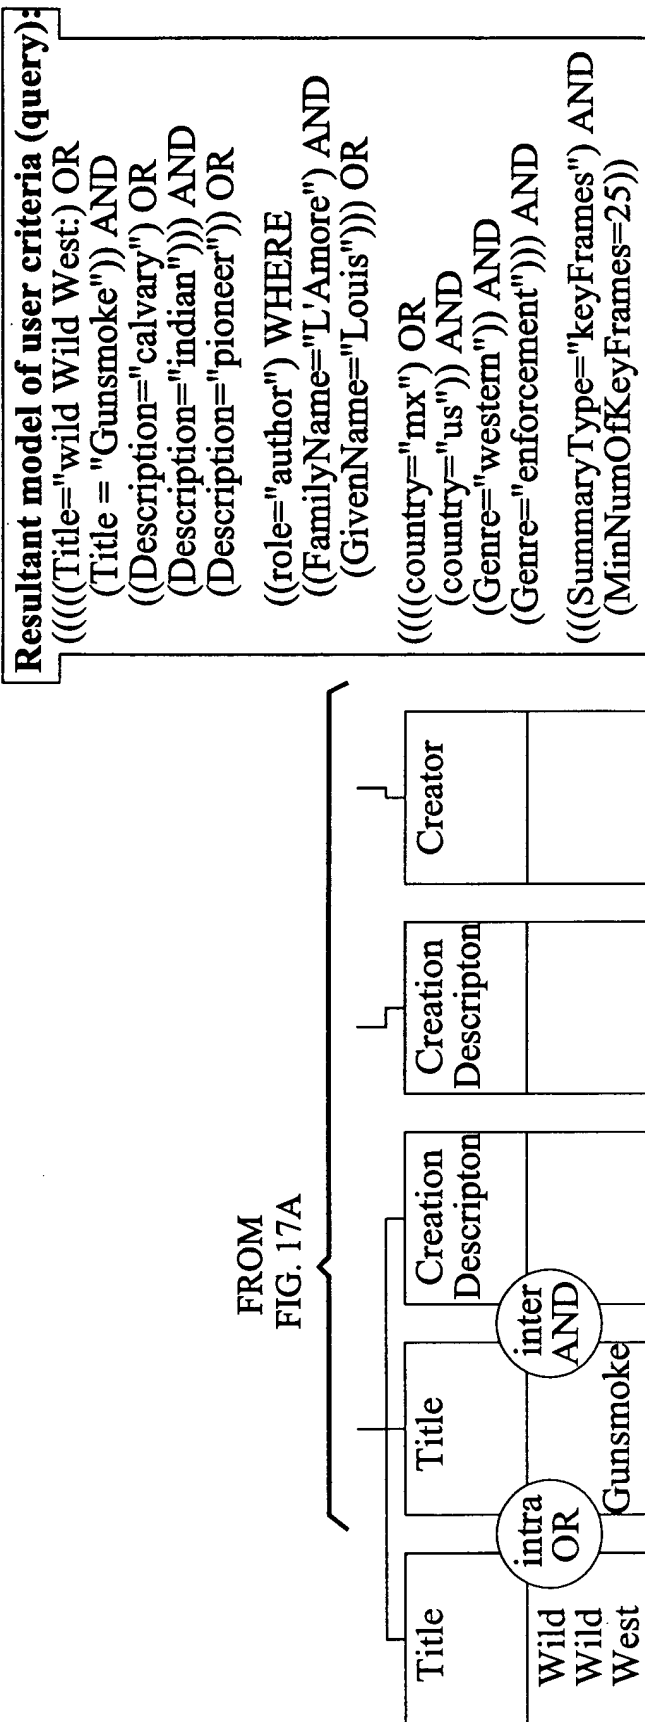 FROM
FIG. 17A
Title
Title
Creation
Descripton
Creation
Descripton
Creator
intra
OR
inter
AND
Wild
Wild
West
Gunsmoke
Resultant model of user criteria (query):
((((((Title="wild Wild West:) OR
(Title = "Gunsmoke")) AND
((Description="calvary") OR
(Description="indian"))) AND
(Description="pioneer")) OR
((role="author") WHERE
((FamilyName="L'Amore") AND
(GivenName="Louis"))) OR
((((country="mx") OR
(country="us")) AND
(Genre="western")) AND
(Genre="enforcement"))) AND
(((SummaryType="keyFrames") AND
(MinNumOfKeyFrames=25))